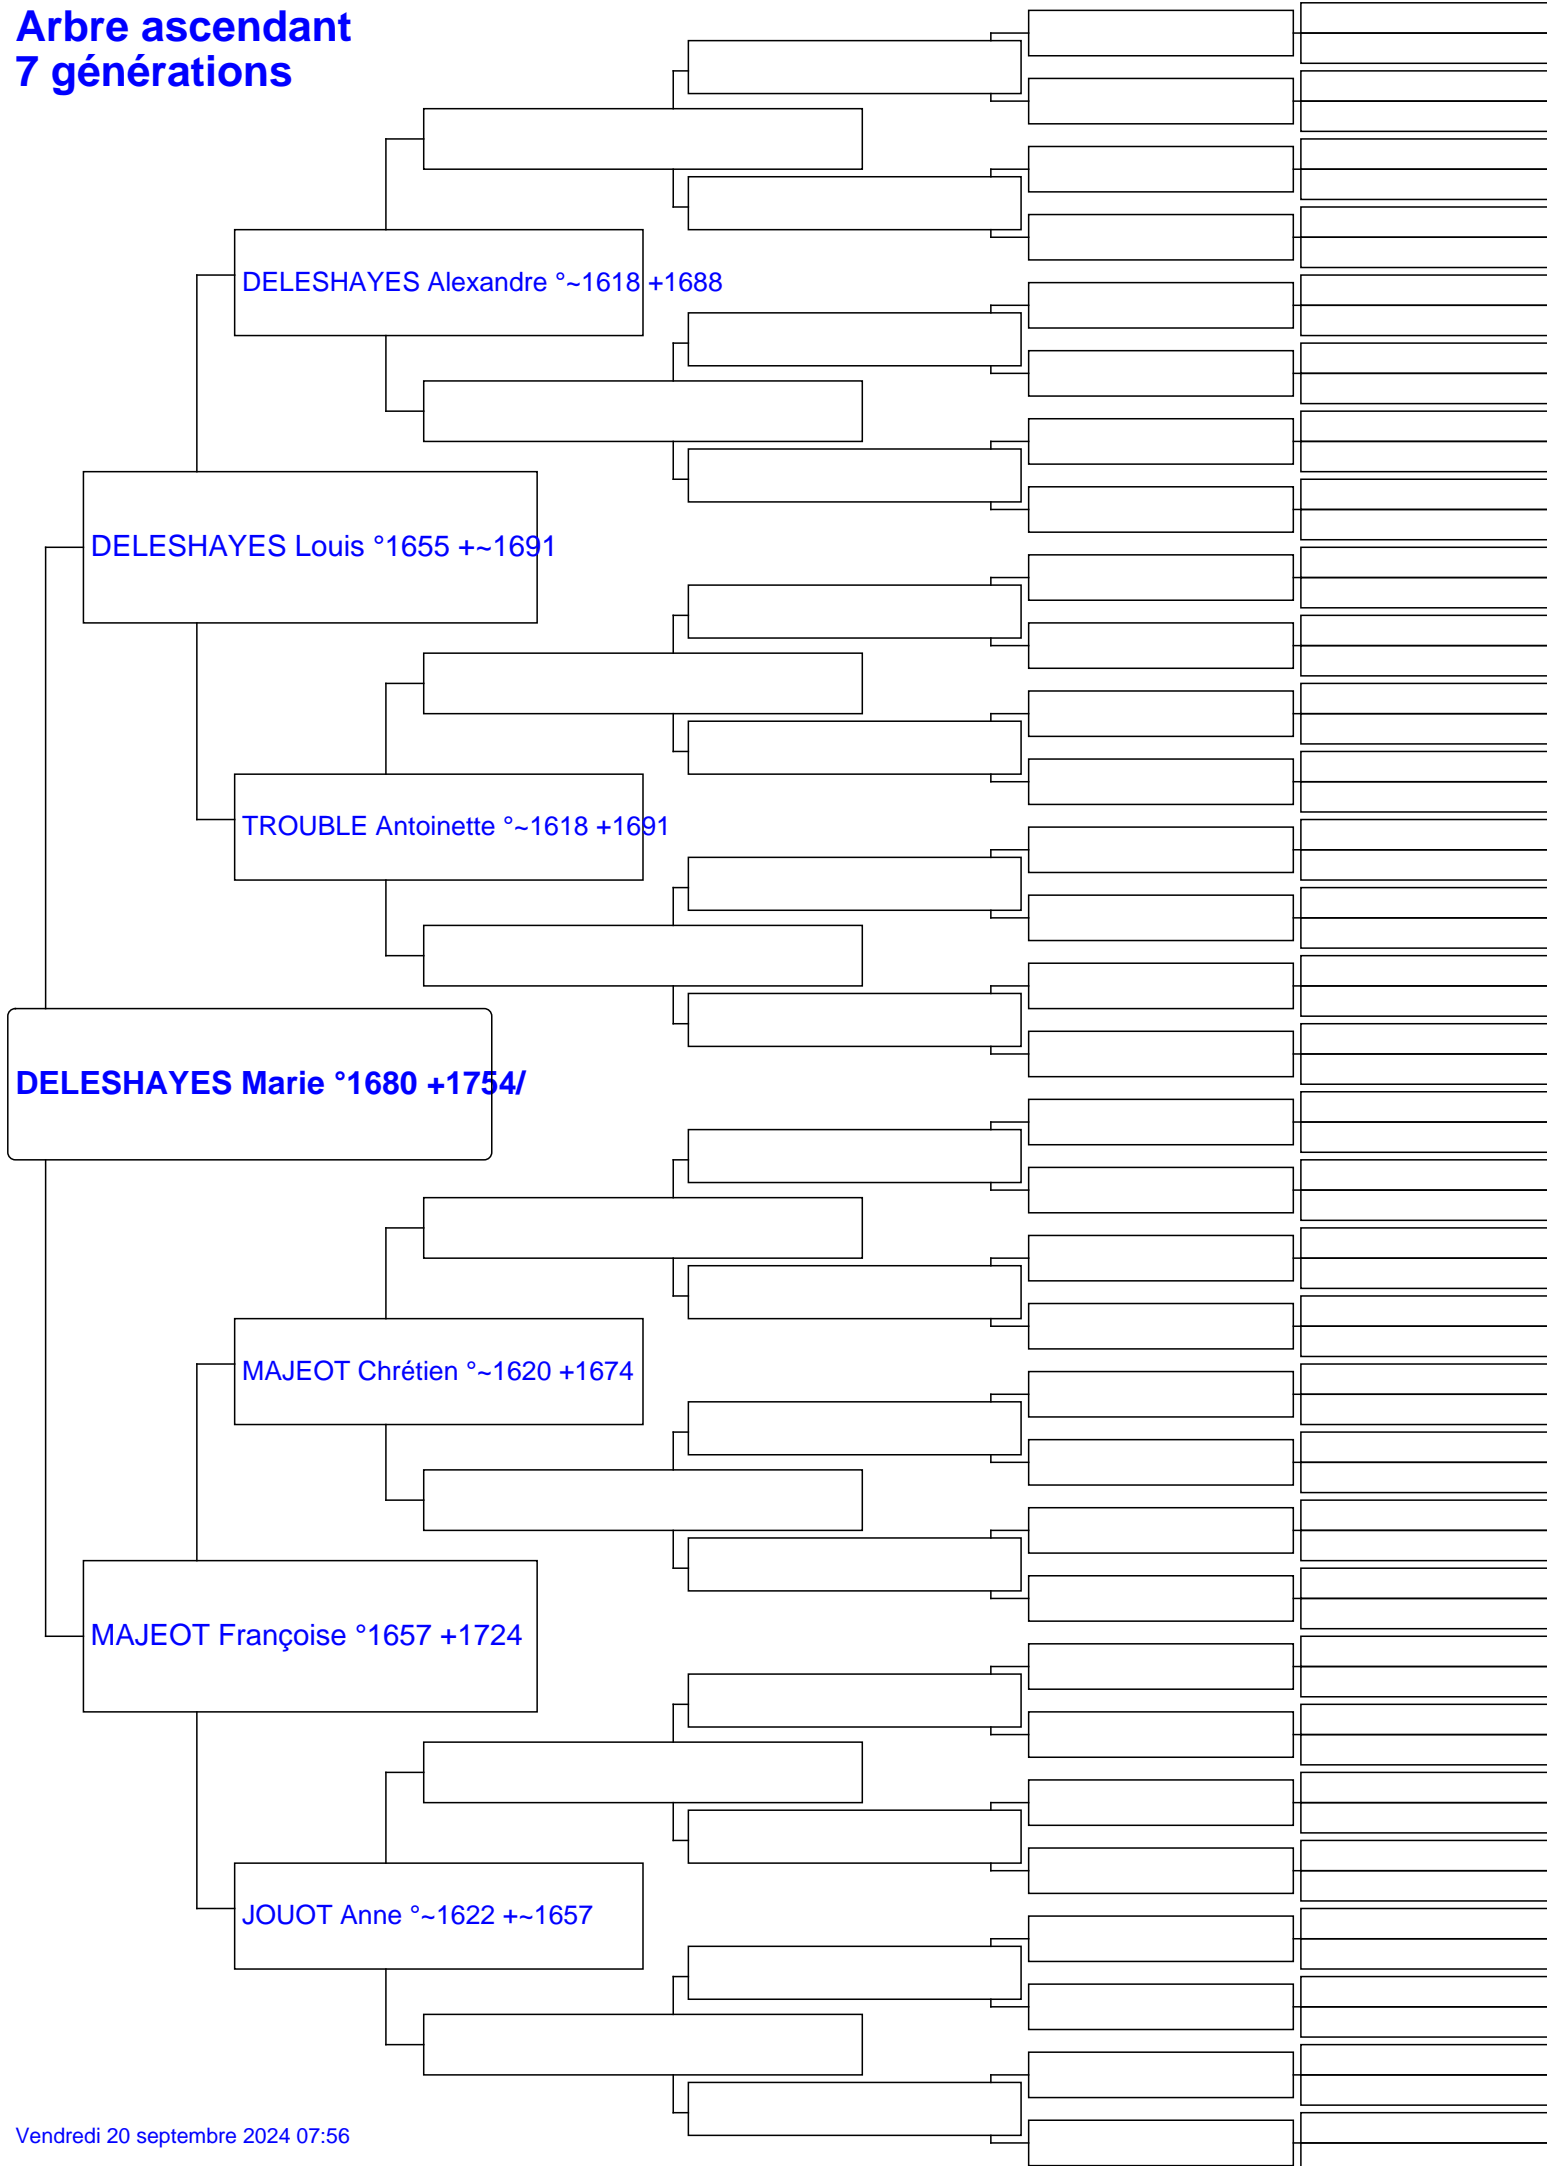 Arbre ascendant
7 générations
DELESHAYES Alexandre °~1618 +1688
DELESHAYES Louis °1655 +~1691
TROUBLE Antoinette °~1618 +1691
DELESHAYES Marie °1680 +1754/
MAJEOT Chrétien °~1620 +1674
MAJEOT Françoise °1657 +1724
JOUOT Anne °~1622 +~1657
Vendredi 20 septembre 2024 07:56